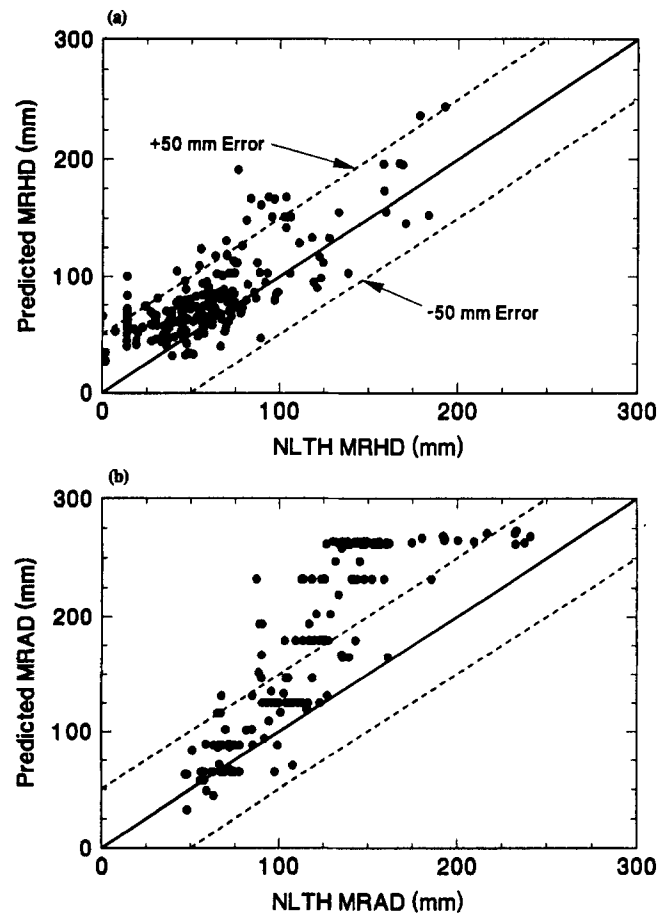 (a)
300
200
100
0
+50 mm Error
-50 mm Error
Predicted MRHD (mm)
0 100 200 300
NLTH MRHD (mm)
(b)
300
200
100
0
Predicted MRAD (mm)
0 100 200 300
NLTH MRAD (mm)